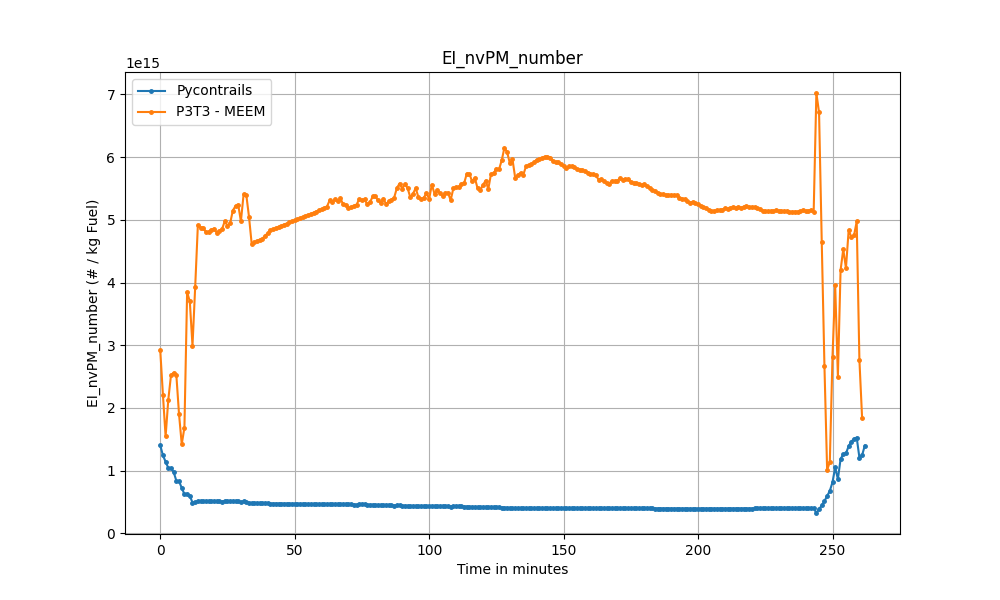 EI_nvPM_number
1e15
Pycontrails
P3T3 - MEEM
EI_nvPM_number (# / kg Fuel)
7
6
5
4
3
2
1
0
0 50 100 150 200 250
Time in minutes